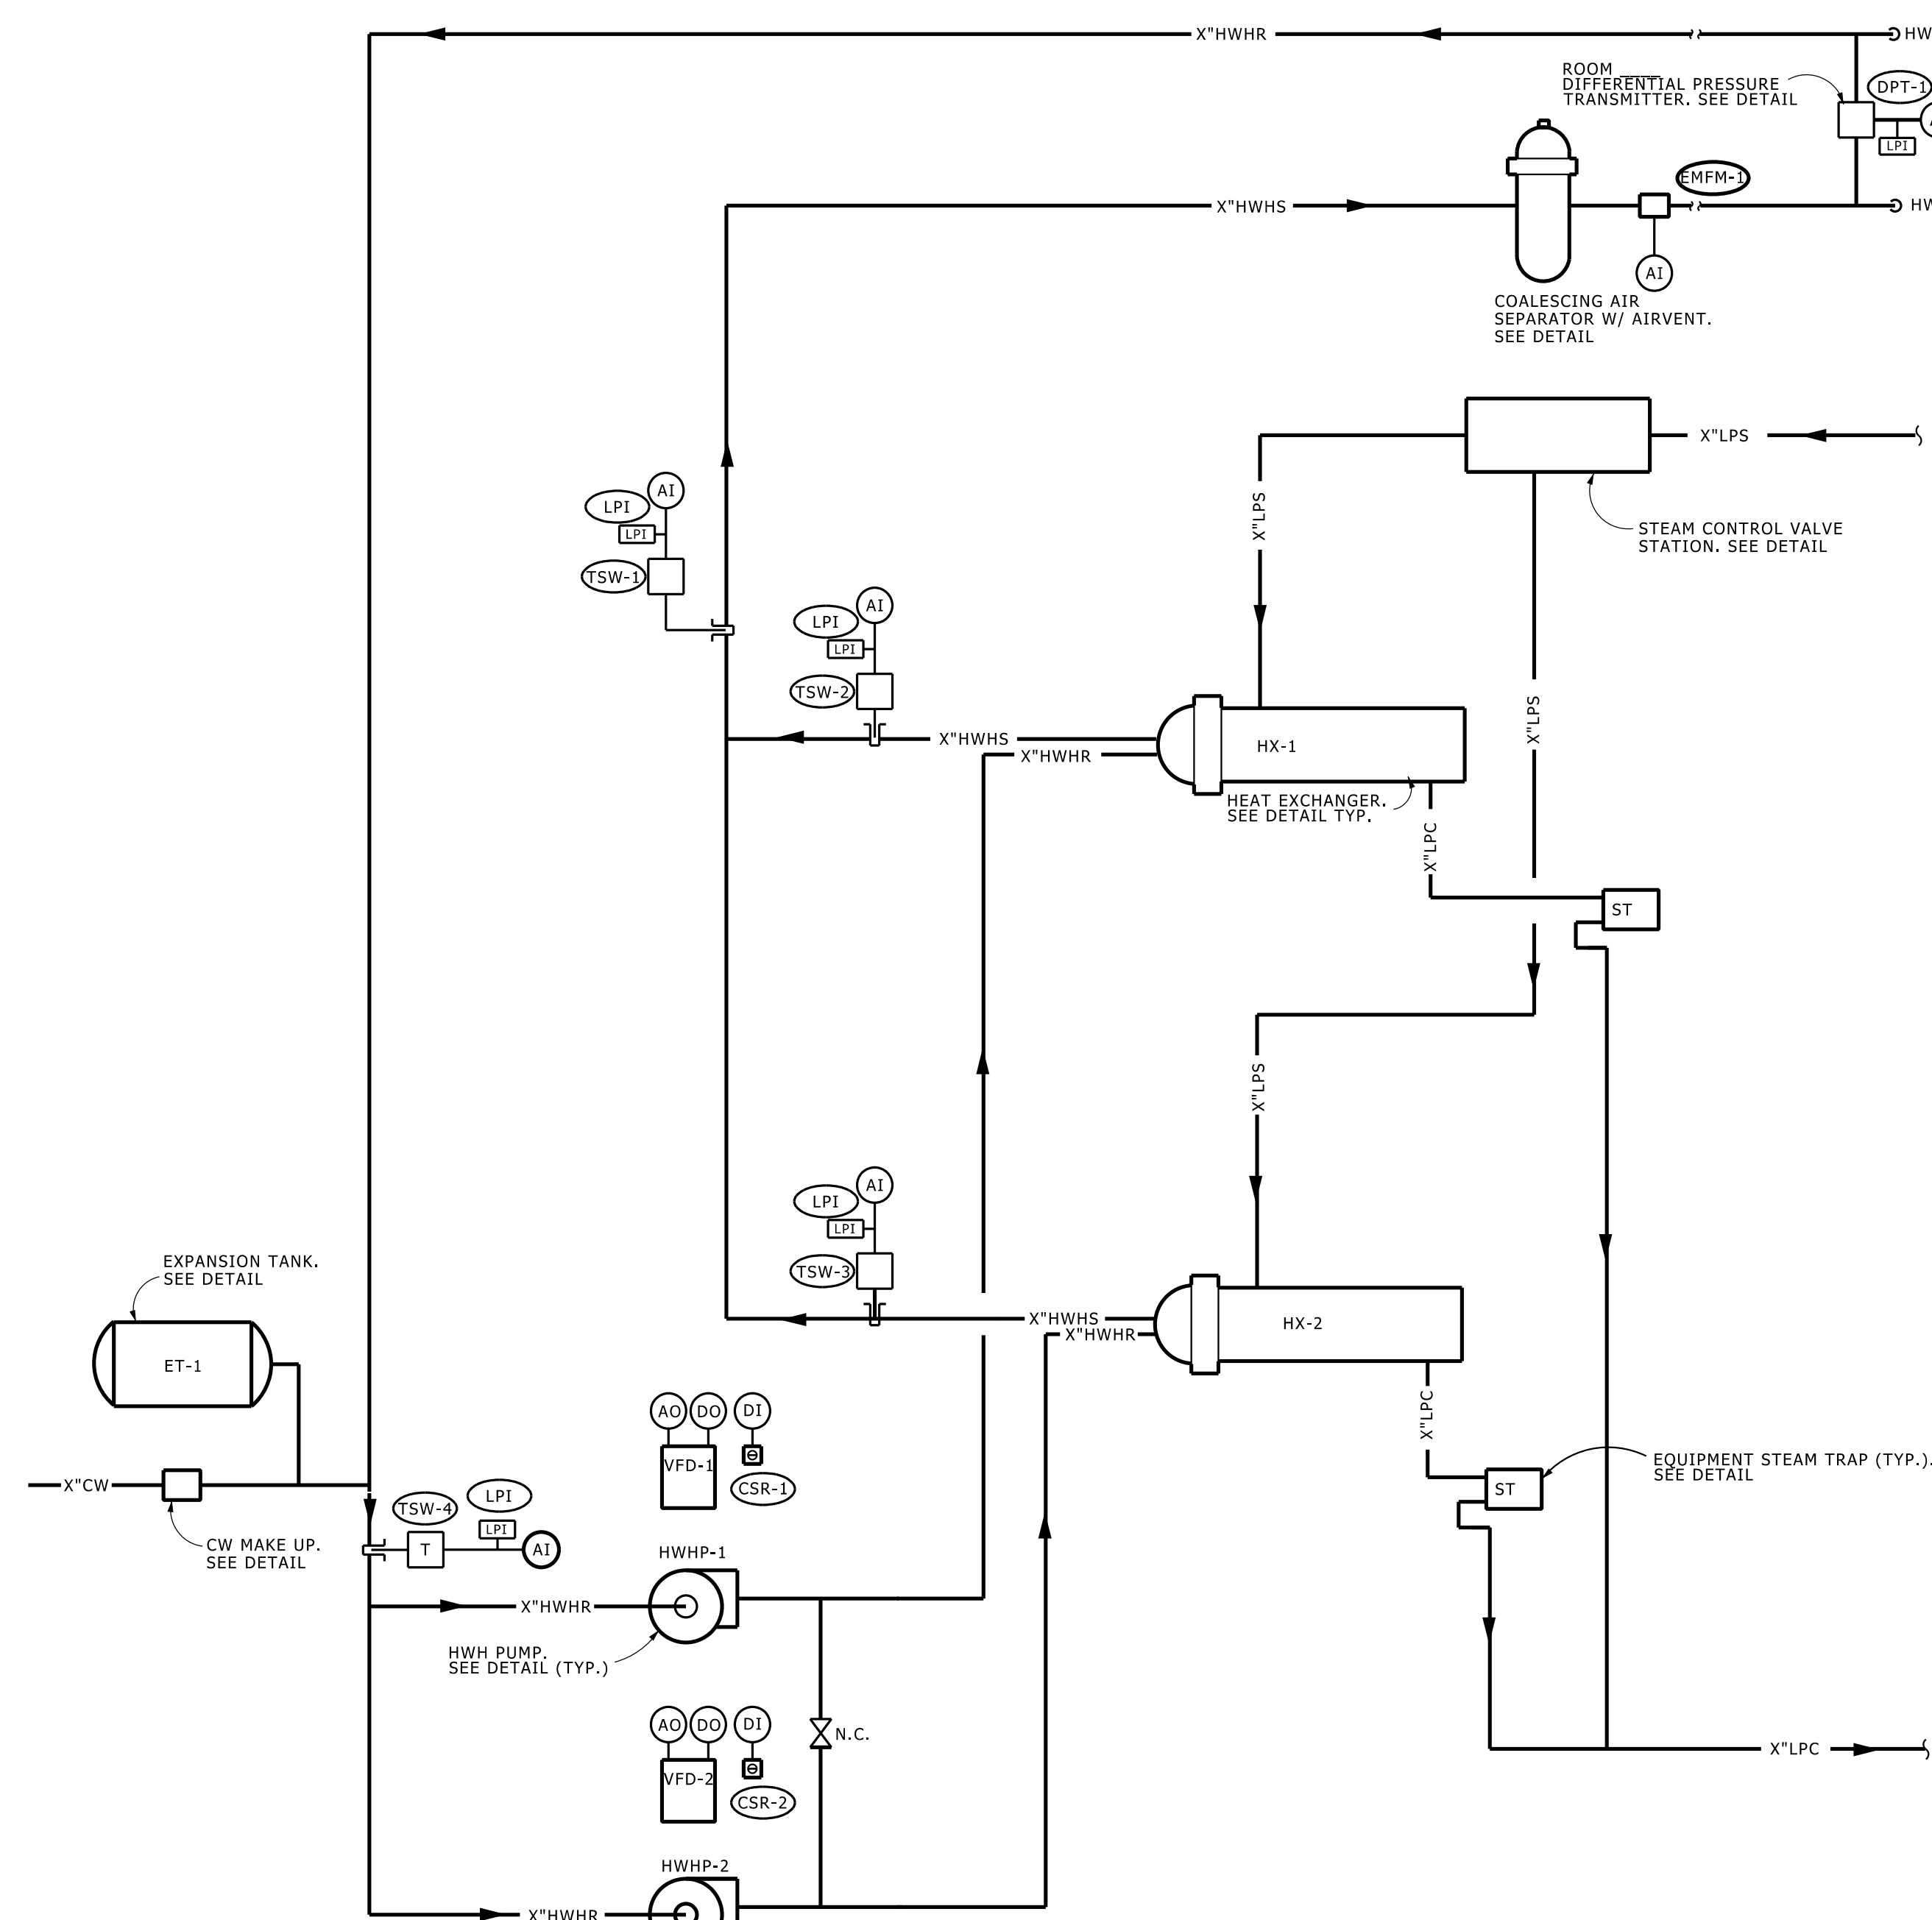 X"HWHR
HW
ROOM ____
DIFFERENTIAL PRESSURE
TRANSMITTER. SEE DETAIL
DPT-1
LPI
EMFM-1
X"HWHS
HW
AI
COALESCING AIR
SEPARATOR W/ AIRVENT.
SEE DETAIL
X"LPS
X"LPS
STEAM CONTROL VALVE
STATION. SEE DETAIL
AI
LPI
LPI
TSW-1
AI
LPI
LPI
TSW-2
X"LPS
X"HWHS
X"HWHR
HX-1
HEAT EXCHANGER.
SEE DETAIL TYP.
X"LPC
ST
X"LPS
AI
LPI
LPI
TSW-3
EXPANSION TANK.
SEE DETAIL
ET-1
X"HWHS
X"HWHR
HX-2
X"LPC
AO
DO
DI
VFD-1
CSR-1
EQUIPMENT STEAM TRAP (TYP.).
SEE DETAIL
ST
X"CW
TSW-4
LPI
LPI
T
AI
CW MAKE UP.
SEE DETAIL
HWHP-1
X"HWHR
HWH PUMP.
SEE DETAIL (TYP.)
AO
DO
DI
N.C.
X"LPC
VFD-2
CSR-2
HWHP-2
X"HWHR